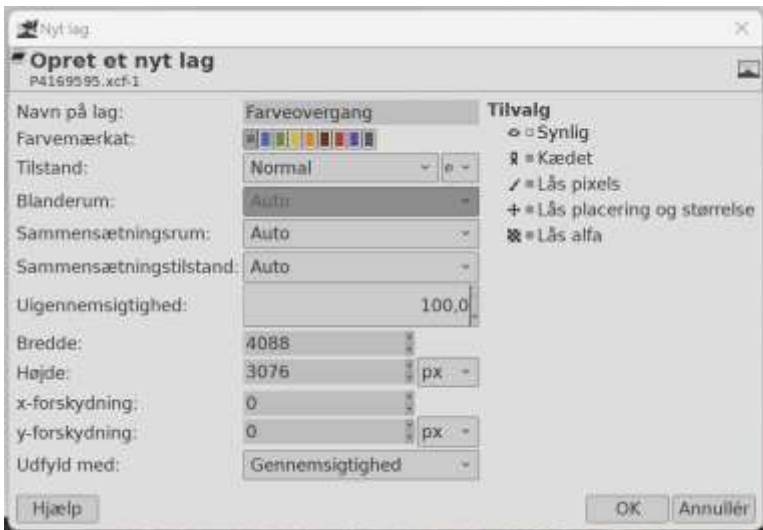 Nyt lag
Opret et nyt lag
P4169595.xcf-1
Navn på lag: Farveovergang
Farvemærkat:
Tilstand: Normal
Blanderum: Auto
Sammensætningsrum: Auto
Sammensætningstilstand: Auto
Uigennemsigtighed: 100,0
Bredde: 4088
Højde: 3076 px
x-forskydning: 0
y-forskydning: 0 px
Udfyld med: Gennemsigtighed
Tilvalg
Synlig
Kædet
Lås pixels
Lås placering og størrelse
Lås alfa
Hjælp OK Annullér